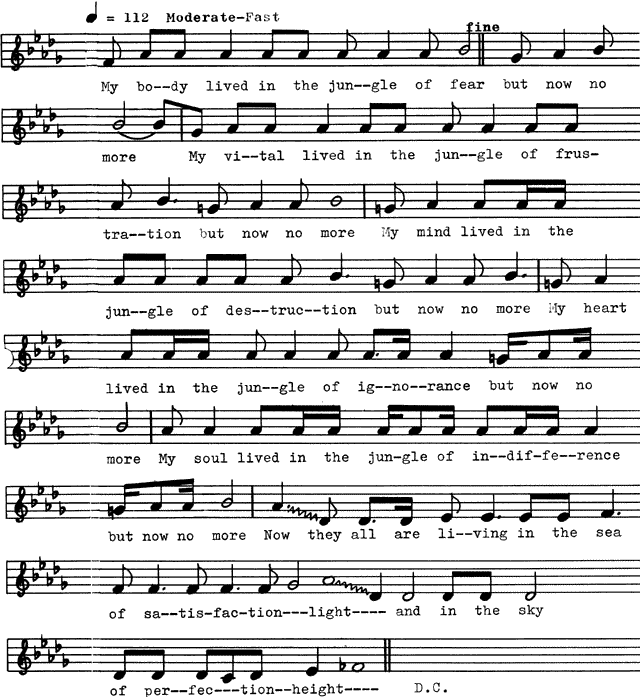 = 112 Moderate-Fast
fine
My bo--dy lived in the jun--gle of fear but now no
more My vi--tal lived in the jun--gle of frus-
tra--tion but now no more My mind lived in the
jun--gle of des--truc--tion but now no more My heart
lived in the jun--gle of ig--no--rance but now no
more My soul lived in the jun-gle of in--dif-fe--rence
but now no more Now they all are li--ving in the sea
of sa--tis-fac-tion---light---- and in the sky
of per--fec---tion--height---- D.C.